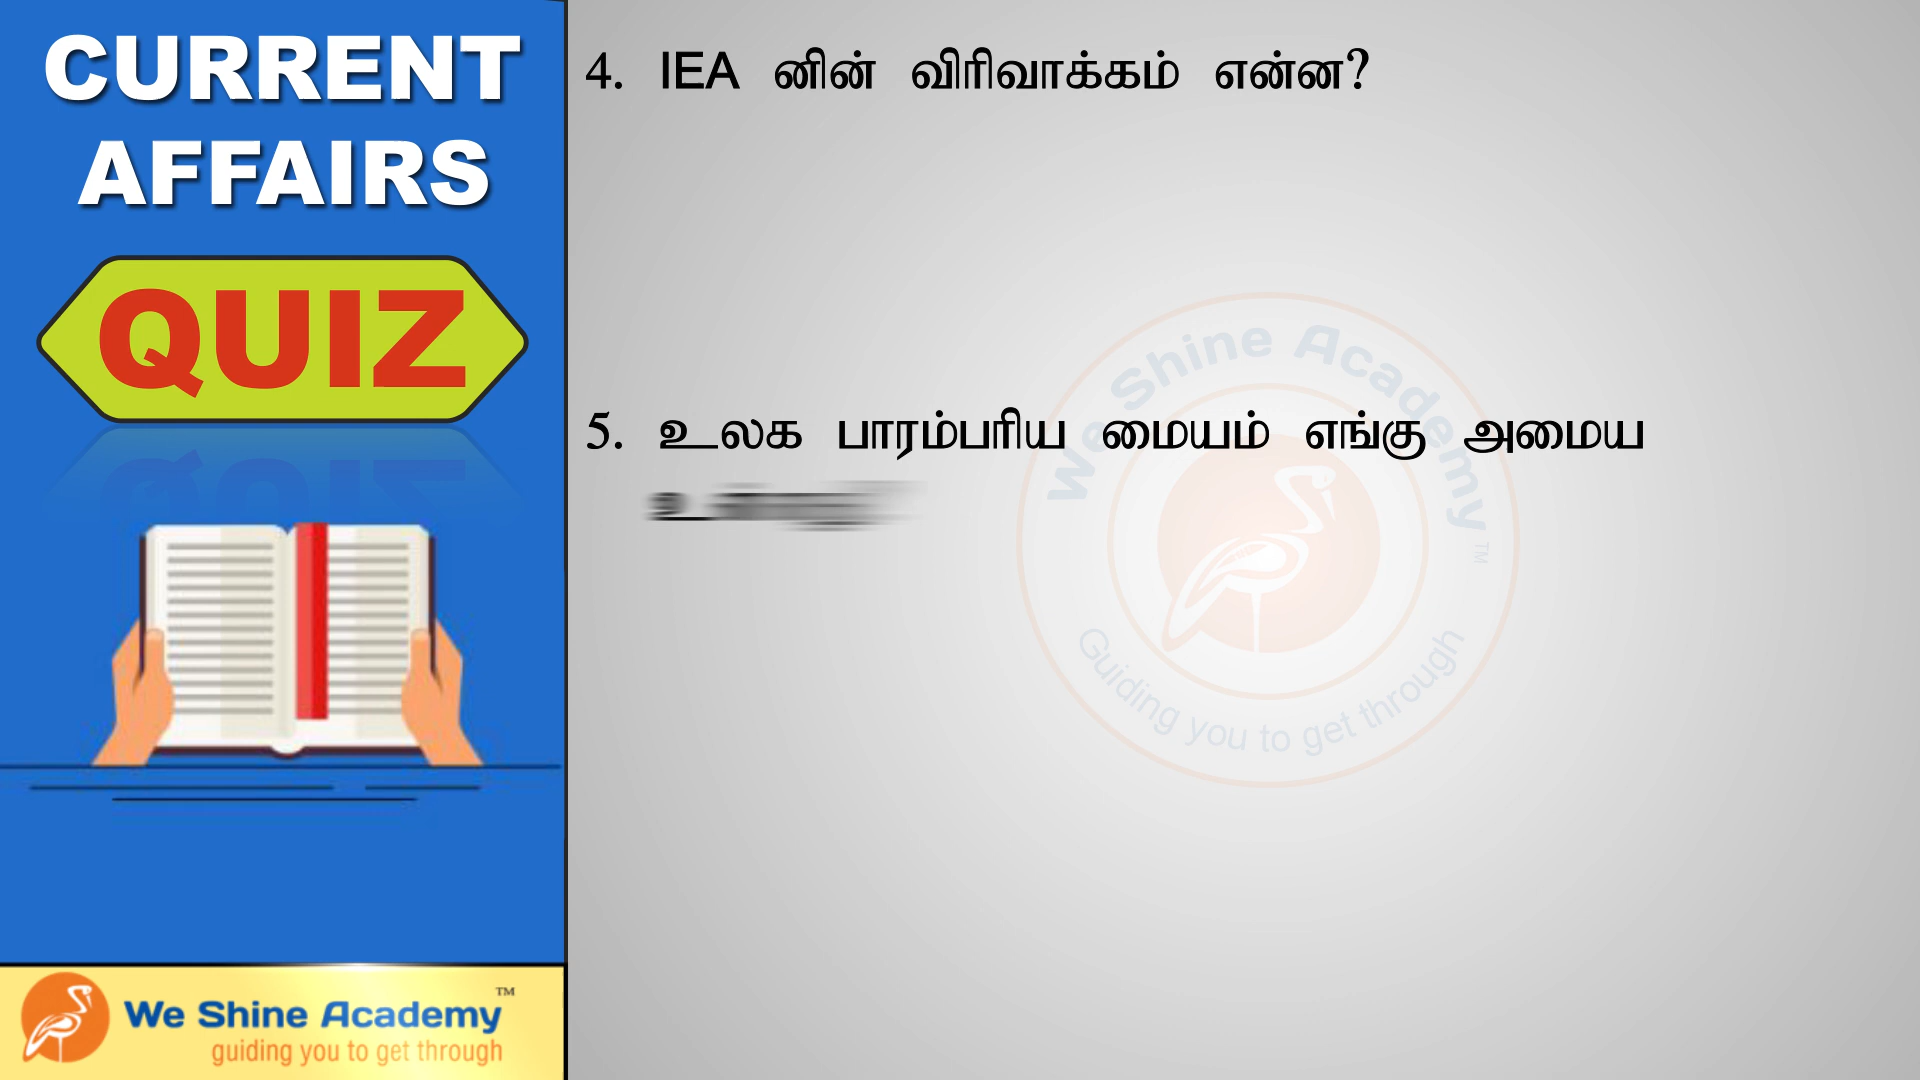 CURRENT
AFFAIRS
QUIZ
We Shine Academy™
guiding you to get through
4. IEA னின் விரிவாக்கம் என்ன?
5. உலக பாரம்பரிய மையம் எங்கு அமைய
We Shine Academy™
Guiding you to get through